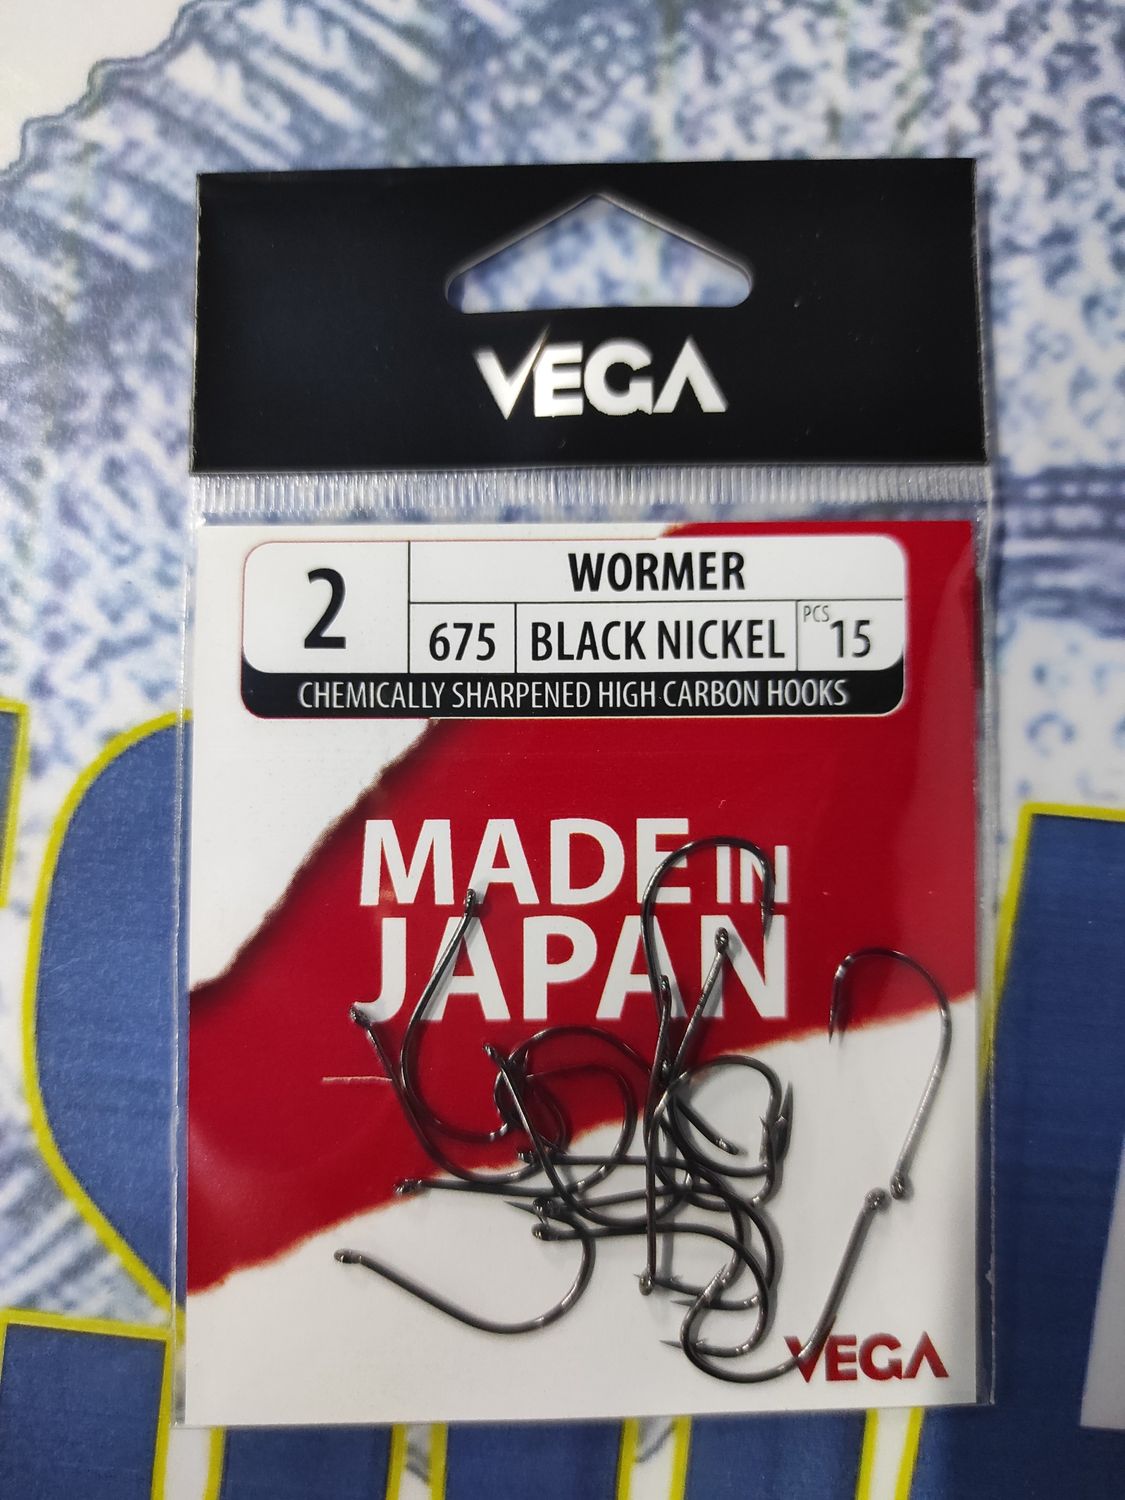 VEGA
2
WORMER
675
BLACK NICKEL
PCS 15
CHEMICALLY SHARPENED HIGH CARBON HOOKS
MADE IN
JAPAN
VEGA